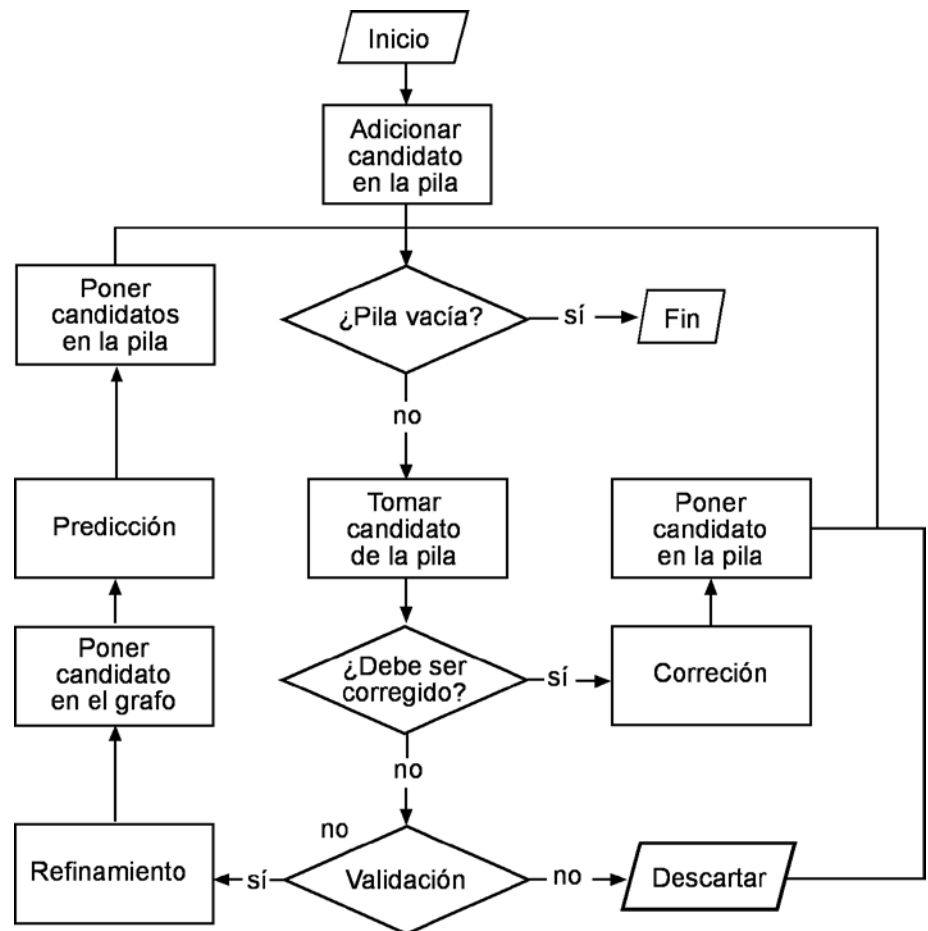 Inicio
Adicionar
candidato
en la pila
Poner
candidatos
en la pila
¿Pila vacía?
sí
Fin
no
Predicción
Tomar
candidato
de la pila
Poner
candidato
en la pila
Poner
candidato
en el grafo
¿Debe ser
corregido?
sí
Correción
no
no
Refinamiento
sí
Validación
no
Descartar